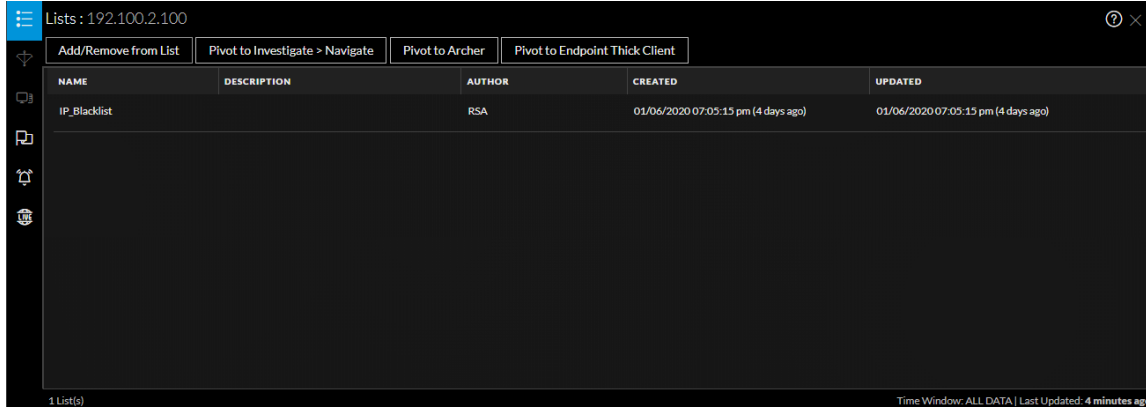 Lists : 192.100.2.100
Add/Remove from List Pivot to Investigate > Navigate Pivot to Archer Pivot to Endpoint Thick Client
NAME DESCRIPTION AUTHOR CREATED UPDATED
IP_Blacklist RSA 01/06/2020 07:05:15 pm (4 days ago) 01/06/2020 07:05:15 pm (4 days ago)
LIVE
1 List(s) Time Window: ALL DATA | Last Updated: 4 minutes ag